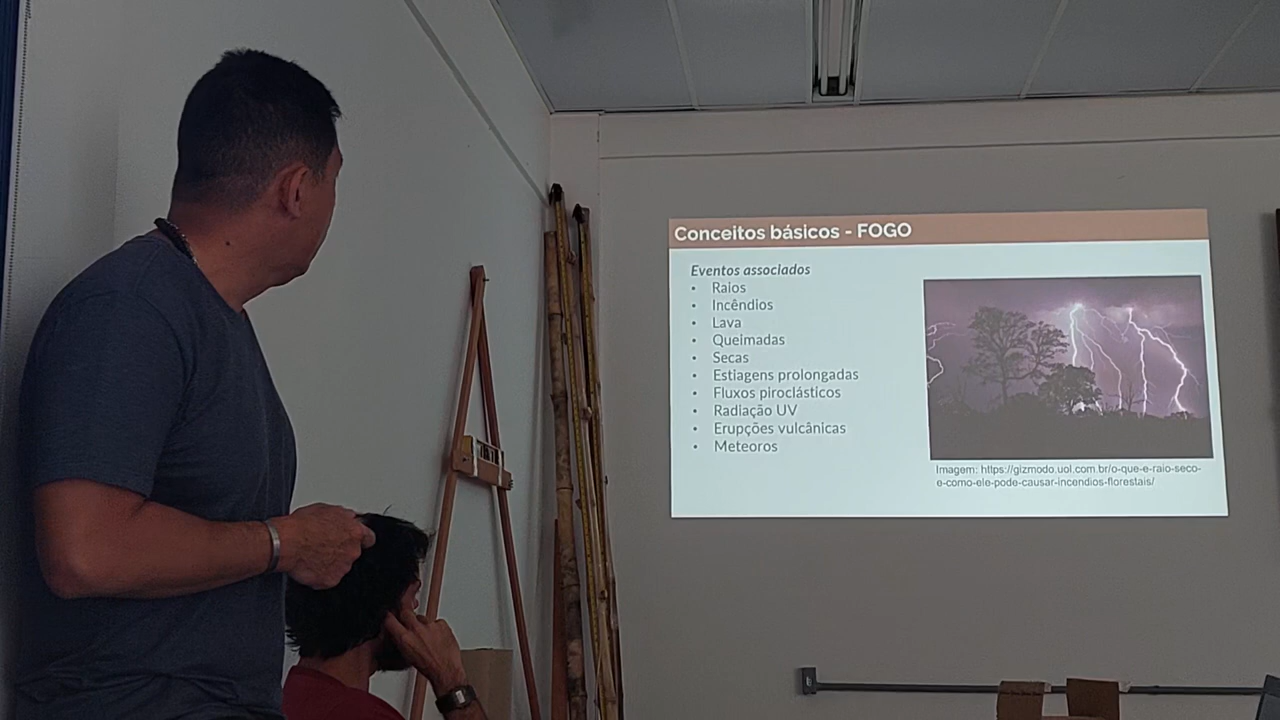 Conceitos básicos - FOGO
Eventos associados
• Raios
• Incêndios
• Lava
• Queimadas
• Secas
• Estiagens prolongadas
• Fluxos piroclásticos
• Radiação UV
• Erupções vulcânicas
• Meteoros
Imagem: https://gizmodo.uol.com.br/o-que-e-raio-seco-
e-como-ele-pode-causar-incendios-florestais/